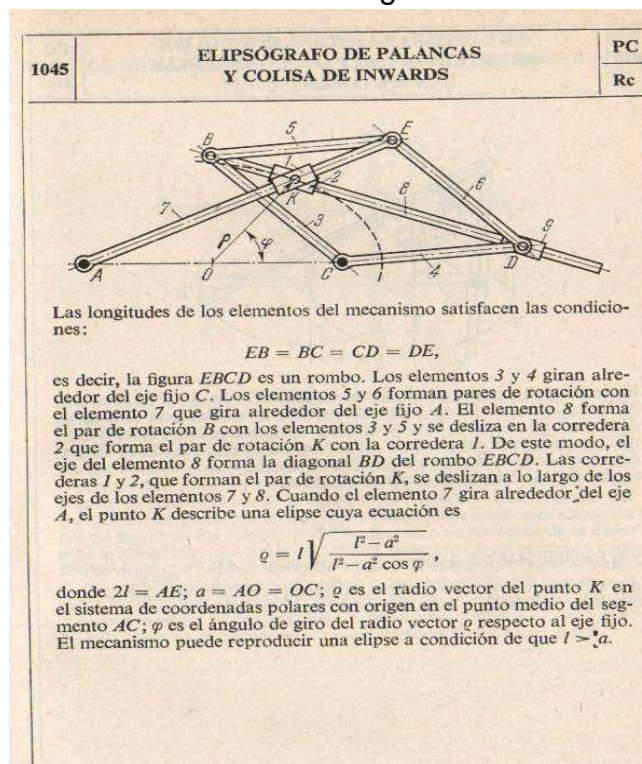 1045
ELIPSÓGRAFO DE PALANCAS
Y COLISA DE INWARDS
PC
Rc
B
5
E
1
2
6
K
8
7
3
9
ρ
φ
D
A
O
C
4
Las longitudes de los elementos del mecanismo satisfacen las condicio-
nes:
EB = BC = CD = DE,
es decir, la figura EBCD es un rombo. Los elementos 3 y 4 giran alre-
dedor del eje fijo C. Los elementos 5 y 6 forman pares de rotación con
el elemento 7 que gira alrededor del eje fijo A. El elemento 8 forma
el par de rotación B con los elementos 3 y 5 y se desliza en la corredera
2 que forma el par de rotación K con la corredera 1. De este modo, el
eje del elemento 8 forma la diagonal BD del rombo EBCD. Las corre-
deras 1 y 2, que forman el par de rotación K, se deslizan a lo largo de los
ejes de los elementos 7 y 8. Cuando el elemento 7 gira alrededor del eje
A, el punto K describe una elipse cuya ecuación es
ϱ = l √((l² − a²)/(l² − a² cos φ)),
donde 2l = AE; a = AO = OC; ϱ es el radio vector del punto K en
el sistema de coordenadas polares con origen en el punto medio del seg-
mento AC; φ es el ángulo de giro del radio vector ϱ respecto al eje fijo.
El mecanismo puede reproducir una elipse a condición de que l > a.